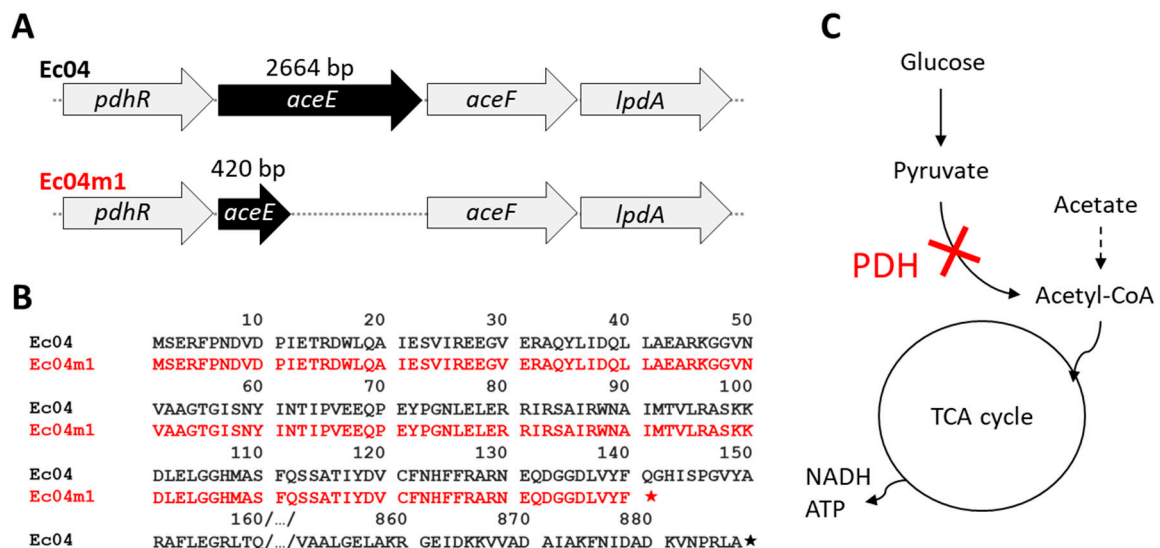 A
Ec04
2664 bp
pdhR aceE aceF lpdA
420 bp
Ec04m1
pdhR aceE aceF lpdA
B
10 20 30 40 50
Ec04 MSERFPNDVD PIETRDWLQA IESVIREEGV ERAQYLIDQL LAEARKGGVN
Ec04m1 MSERFPNDVD PIETRDWLQA IESVIREEGV ERAQYLIDQL LAEARKGGVN
60 70 80 90 100
Ec04 VAAGTGISNY INTIPVEEQP EYPGNLELER RIRSAIRWNA IMTVLRASKK
Ec04m1 VAAGTGISNY INTIPVEEQP EYPGNLELER RIRSAIRWNA IMTVLRASKK
110 120 130 140 150
Ec04 DLELGGHMAS FQSSATIYDV CFNHFFRARN EQDGGDLVYF QGHISPGVYA
Ec04m1 DLELGGHMAS FQSSATIYDV CFNHFFRARN EQDGGDLVYF ★
160/…/ 860 870 880
Ec04 RAFLEGRLTQ/…/VAALGELAKR GEIDKKVVAD AIAKFNIDAD KVNPRLA★
C
Glucose
Pyruvate
Acetate
PDH
Acetyl-CoA
TCA cycle
NADH
ATP